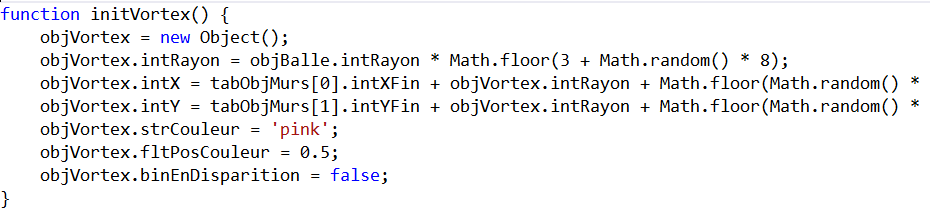 function initVortex() {
    objVortex = new Object();
    objVortex.intRayon = objBalle.intRayon * Math.floor(3 + Math.random() * 8);
    objVortex.intX = tabObjMurs[0].intXFin + objVortex.intRayon + Math.floor(Math.random() *
    objVortex.intY = tabObjMurs[1].intYFin + objVortex.intRayon + Math.floor(Math.random() *
    objVortex.strCouleur = 'pink';
    objVortex.fltPosCouleur = 0.5;
    objVortex.binEnDisparition = false;
}